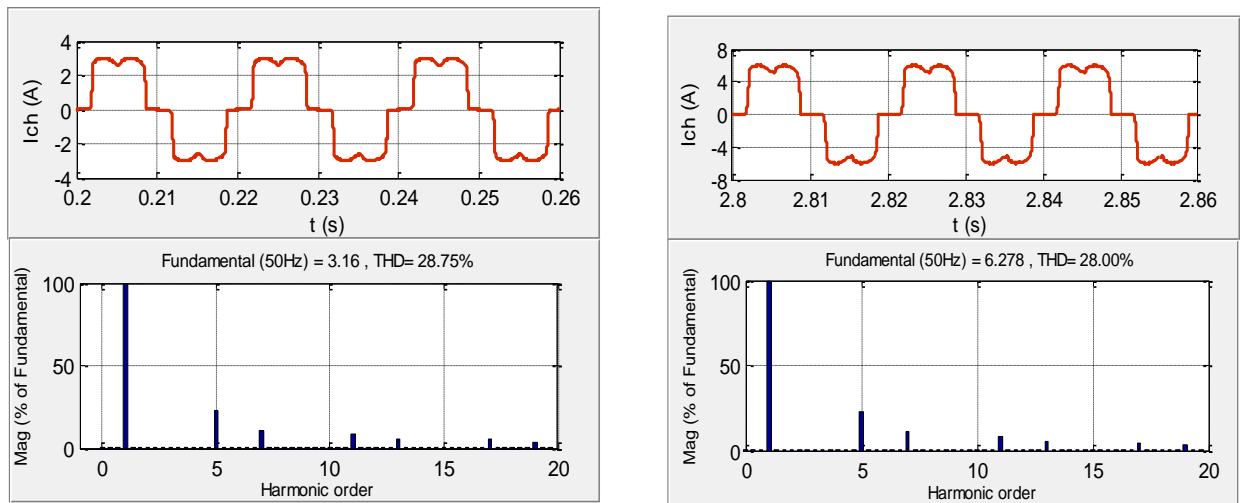 Ich (A)
4
2
0
-2
-4
0.2 0.21 0.22 0.23 0.24 0.25 0.26
t (s)
Fundamental (50Hz) = 3.16 , THD= 28.75%
Mag (% of Fundamental)
100
50
0
0 5 10 15 20
Harmonic order
Ich (A)
8
4
0
-4
-8
2.8 2.81 2.82 2.83 2.84 2.85 2.86
t (s)
Fundamental (50Hz) = 6.278 , THD= 28.00%
Mag (% of Fundamental)
100
50
0
0 5 10 15 20
Harmonic order